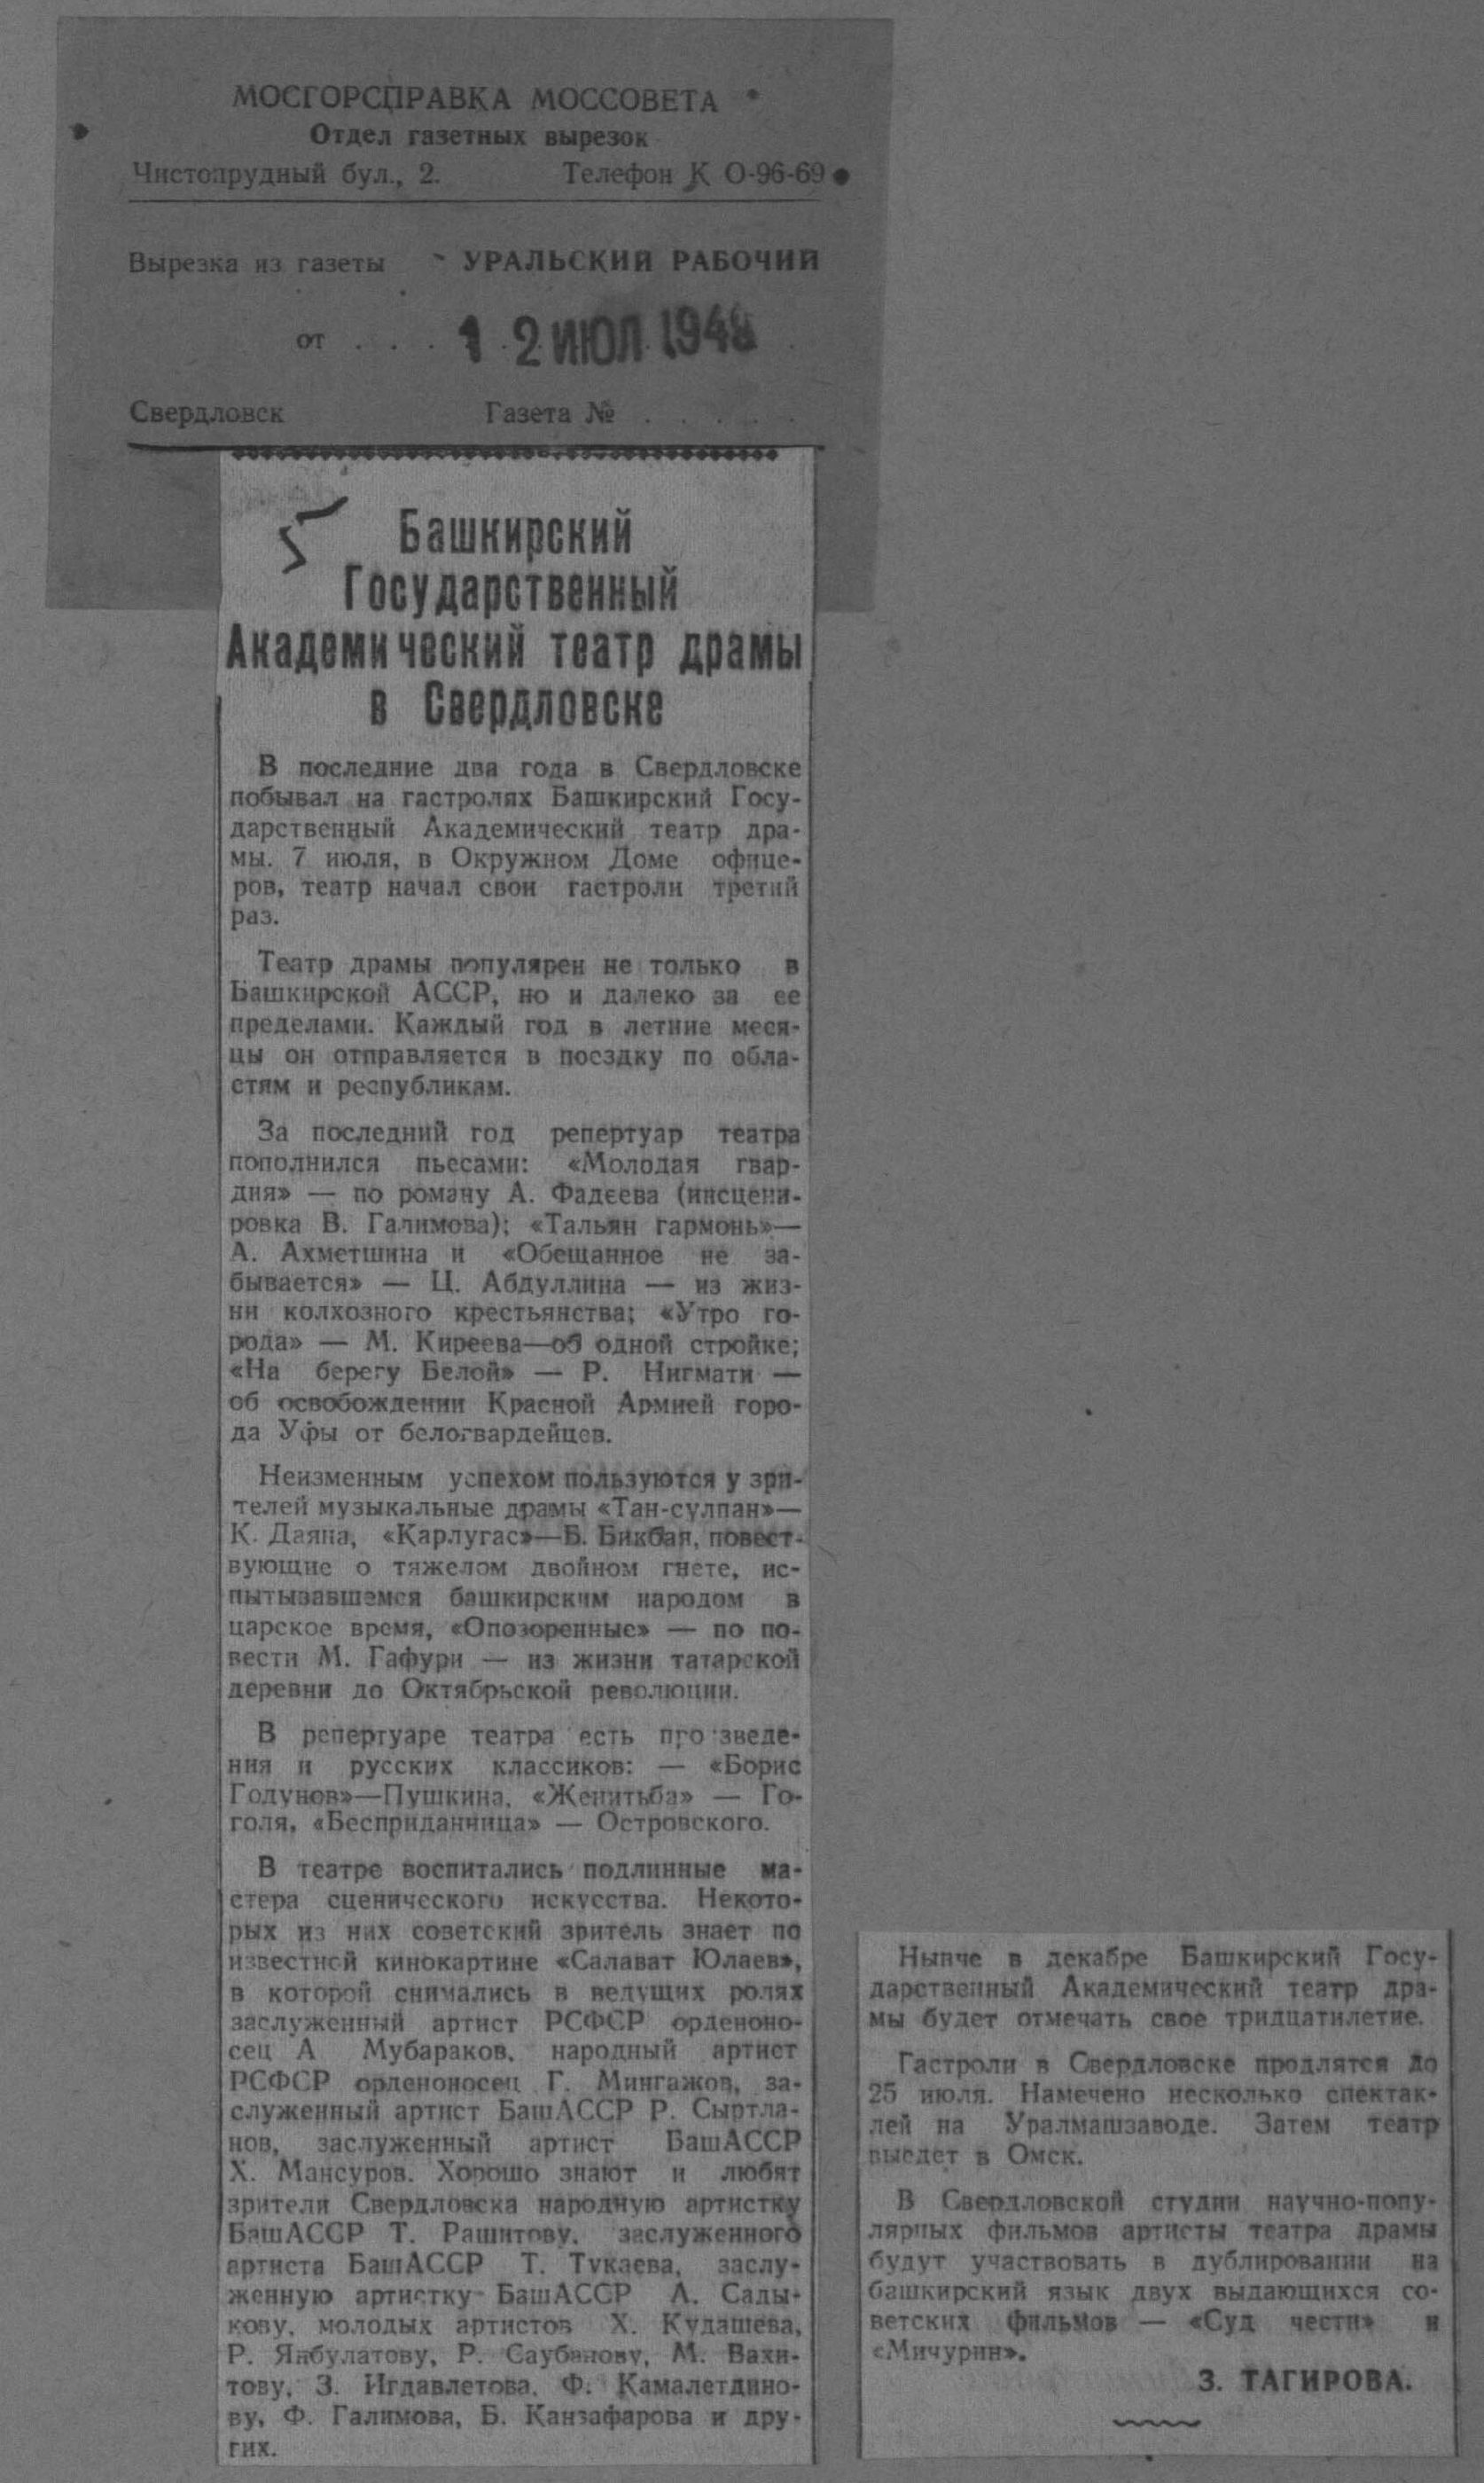 МОСГОРСПРАВКА МОССОВЕТА
Отдел газетных вырезок
Чистопрудный бул., 2. Телефон К 0-96-69
Вырезка из газеты УРАЛЬСКИЙ РАБОЧИЙ
от . . . . 12 ИЮЛ 1948
Свердловск Газета № . . . . .
5
Башкирский
Государственный
Академический театр драмы
в Свердловске
В последние два года в Свердловске
побывал на гастролях Башкирский Госу-
дарственный Академический театр дра-
мы. 7 июля, в Окружном Доме офице-
ров, театр начал свои гастроли третий
раз.
Театр драмы популярен не только в
Башкирской АССР, но и далеко за ее
пределами. Каждый год в летние меся-
цы он отправляется в поездку по обла-
стям и республикам.
За последний год репертуар театра
пополнился пьесами: «Молодая гвар-
дия» — по роману А. Фадеева (инсцени-
ровка В. Галимова); «Тальян гармонь»—
А. Ахметшина и «Обещанное не за-
бывается» — Ц. Абдуллина — из жиз-
ни колхозного крестьянства; «Утро го-
рода» — М. Киреева—об одной стройке;
«На берегу Белой» — Р. Нигмати —
об освобождении Красной Армией горо-
да Уфы от белогвардейцев.
Неизменным успехом пользуются у зри-
телей музыкальные драмы «Тан-сулпан»—
К. Даяна, «Карлугас»—Б. Бикбая, повест-
вующие о тяжелом двойном гнете, ис-
пытывавшемся башкирским народом в
царское время, «Опозоренные» — по по-
вести М. Гафури — из жизни татарской
деревни до Октябрьской революции.
В репертуаре театра есть произведе-
ния и русских классиков: — «Борис
Годунов»—Пушкина, «Женитьба» — Го-
голя, «Бесприданница» — Островского.
В театре воспитались подлинные ма-
стера сценического искусства. Некото-
рых из них советский зритель знает по
известной кинокартине «Салават Юлаев»,
в которой снимались в ведущих ролях
заслуженный артист РСФСР орденоно-
сец А Мубараков, народный артист
РСФСР орденоносец Г. Мингажов, за-
служенный артист БашАССР Р. Сыртла-
нов, заслуженный артист БашАССР
Х. Мансуров. Хорошо знают и любят
зрители Свердловска народную артистку
БашАССР Т. Рашитову, заслуженного
артиста БашАССР Т. Тукаева, заслу-
женную артистку БашАССР А. Сады-
кову, молодых артистов Х. Кудашева,
Р. Янбулатову, Р. Саубанову, М. Вахи-
тову, З. Игдавлетова, Ф. Камалетдино-
ву, Ф. Галимова, Б. Канзафарова и дру-
гих.
Нынче в декабре Башкирский Госу-
дарственный Академический театр дра-
мы будет отмечать свое тридцатилетие.
Гастроли в Свердловске продлятся до
25 июля. Намечено несколько спектак-
лей на Уралмашзаводе. Затем театр
выедет в Омск.
В Свердловской студии научно-попу-
лярных фильмов артисты театра драмы
будут участвовать в дублировании на
башкирский язык двух выдающихся со-
ветских фильмов — «Суд чести» и
«Мичурин».
З. ТАГИРОВА.